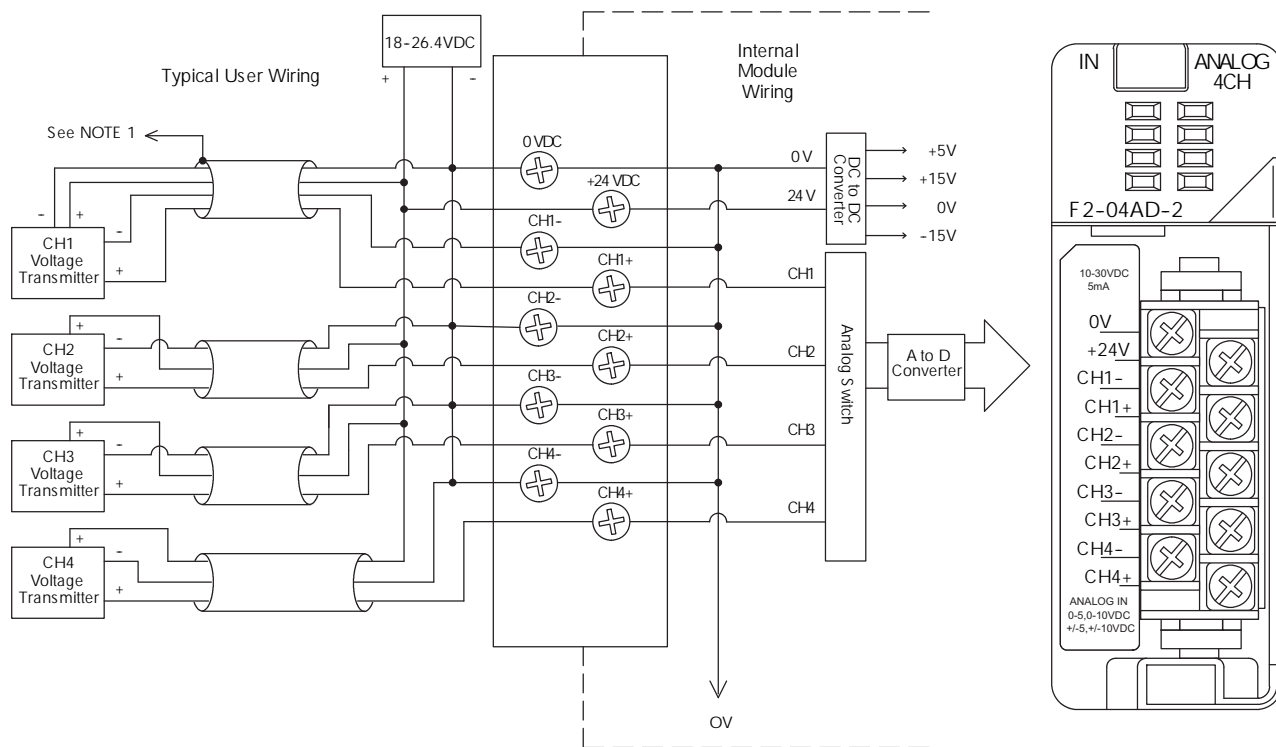 18-26.4VDC
+
-
Typical User Wiring
Internal
Module
Wiring
See NOTE 1
0 VDC
+24 VDC
CH1-
CH1+
CH2-
CH2+
CH3-
CH3+
CH4-
CH4+
-
+
-
+
CH1
Voltage
Transmitter
+
-
+
CH2
Voltage
Transmitter
+
-
+
CH3
Voltage
Transmitter
+
-
+
CH4
Voltage
Transmitter
0 V
24 V
DC to DC
Converter
+5V
+15V
0V
-15V
CH1
CH2
CH3
CH4
Analog Switch
A to D
Converter
OV
IN
ANALOG
4CH
F2-04AD-2
10-30VDC
5mA
0V
+24V
CH1-
CH1+
CH2-
CH2+
CH3-
CH3+
CH4-
CH4+
ANALOG IN
0-5,0-10VDC
+/-5,+/-10VDC